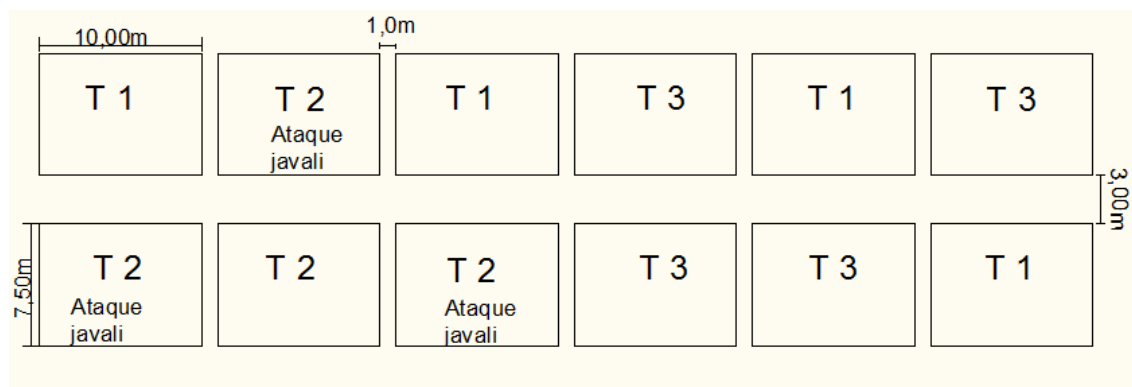 10,00m
1,0m
T 1
T 2
T 1
T 3
T 1
T 3
Ataque
javali
3,00m
7,50m
T 2
T 2
T 2
T 3
T 3
T 1
Ataque
javali
Ataque
javali